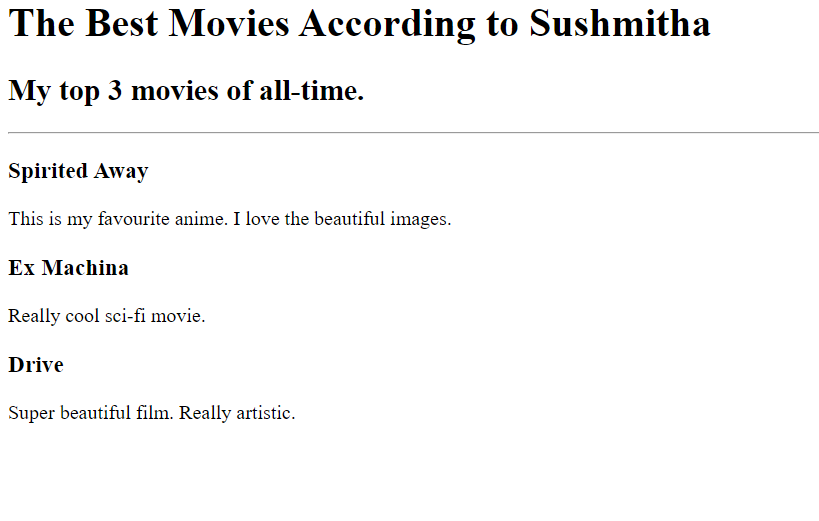 The Best Movies According to Sushmitha
My top 3 movies of all-time.
Spirited Away
This is my favourite anime. I love the beautiful images.
Ex Machina
Really cool sci-fi movie.
Drive
Super beautiful film. Really artistic.